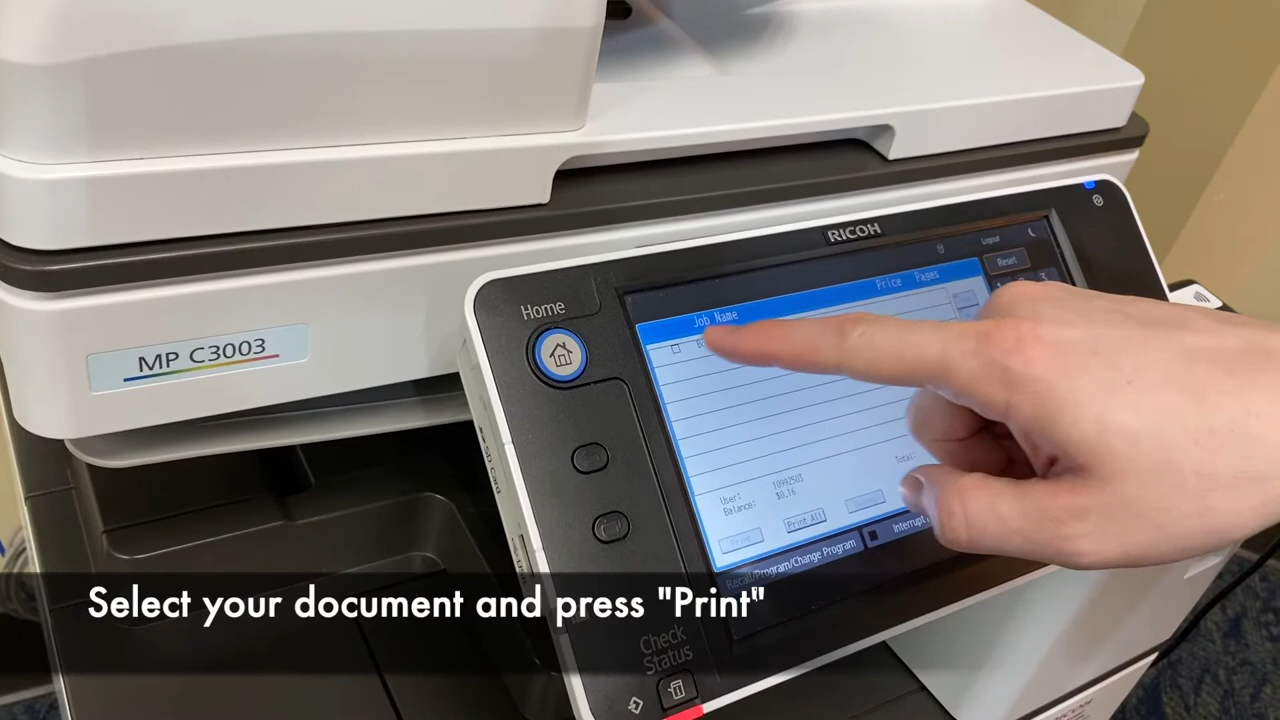 RICOH
Logout
Reset
Home
Price Pages
Job Name
MP C3003
SD Card
User: 10992503
Balance: $0.16
Total:
Print
Print All
Interrupt
Recall/Program/Change Program
Select your document and press "Print"
Check
Status